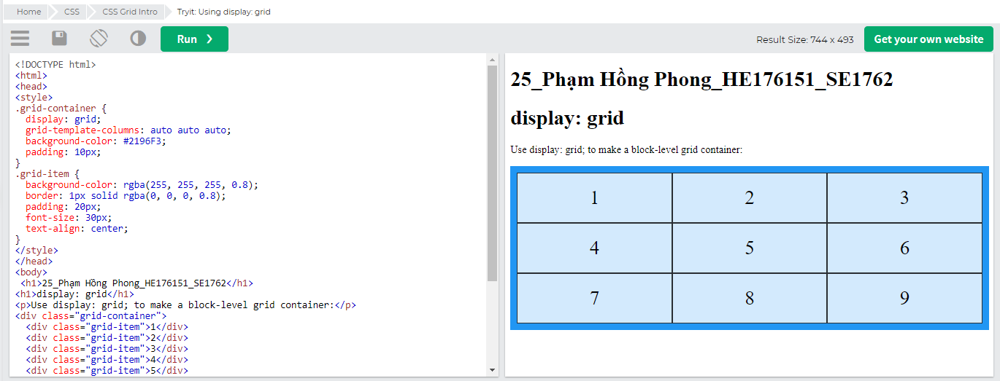 Home CSS CSS Grid Intro Tryit: Using display: grid
Run ❯ Result Size: 744 x 493 Get your own website
<!DOCTYPE html>
<html>
<head>
<style>
.grid-container {
  display: grid;
  grid-template-columns: auto auto auto;
  background-color: #2196F3;
  padding: 10px;
}
.grid-item {
  background-color: rgba(255, 255, 255, 0.8);
  border: 1px solid rgba(0, 0, 0, 0.8);
  padding: 20px;
  font-size: 30px;
  text-align: center;
}
</style>
</head>
<body>
 <h1>25_Phạm Hồng Phong_HE176151_SE1762</h1>
<h1>display: grid</h1>
<p>Use display: grid; to make a block-level grid container:</p>
<div class="grid-container">
  <div class="grid-item">1</div>
  <div class="grid-item">2</div>
  <div class="grid-item">3</div>
  <div class="grid-item">4</div>
  <div class="grid-item">5</div>
25_Phạm Hồng Phong_HE176151_SE1762
display: grid
Use display: grid; to make a block-level grid container:
1 2 3
4 5 6
7 8 9